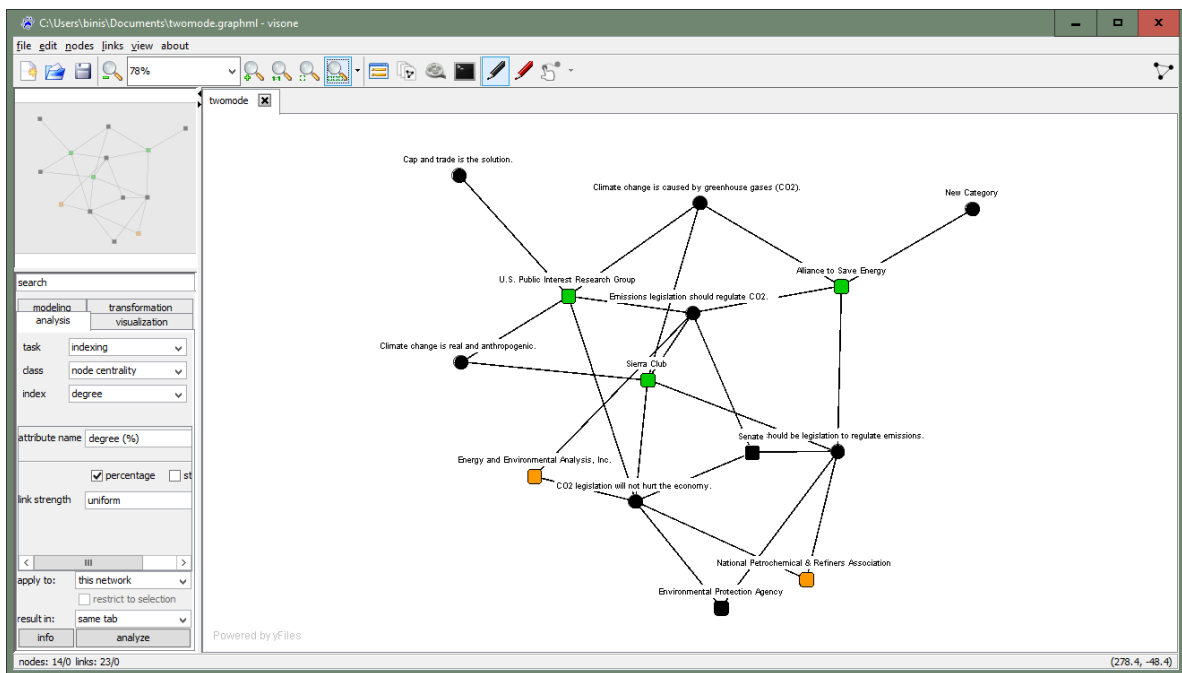 C:\Users\binis\Documents\twomode.graphml - visone
file edit nodes links view about
78%
twomode
Cap and trade is the solution.
Climate change is caused by greenhouse gases (CO2).
New Category
Alliance to Save Energy
U.S. Public Interest Research Group
Emissions legislation should regulate CO2.
Climate change is real and anthropogenic.
Sierra Club
Senate should be legislation to regulate emissions.
Energy and Environmental Analysis, Inc.
CO2 legislation will not hurt the economy.
National Petrochemical & Refiners Association
Environmental Protection Agency
Powered by yFiles
search
modeling transformation
analysis visualization
task indexing
class node centrality
index degree
attribute name degree (%)
percentage st
link strength uniform
apply to: this network
restrict to selection
result in: same tab
info analyze
nodes: 14/0 links: 23/0
(278.4, -48.4)